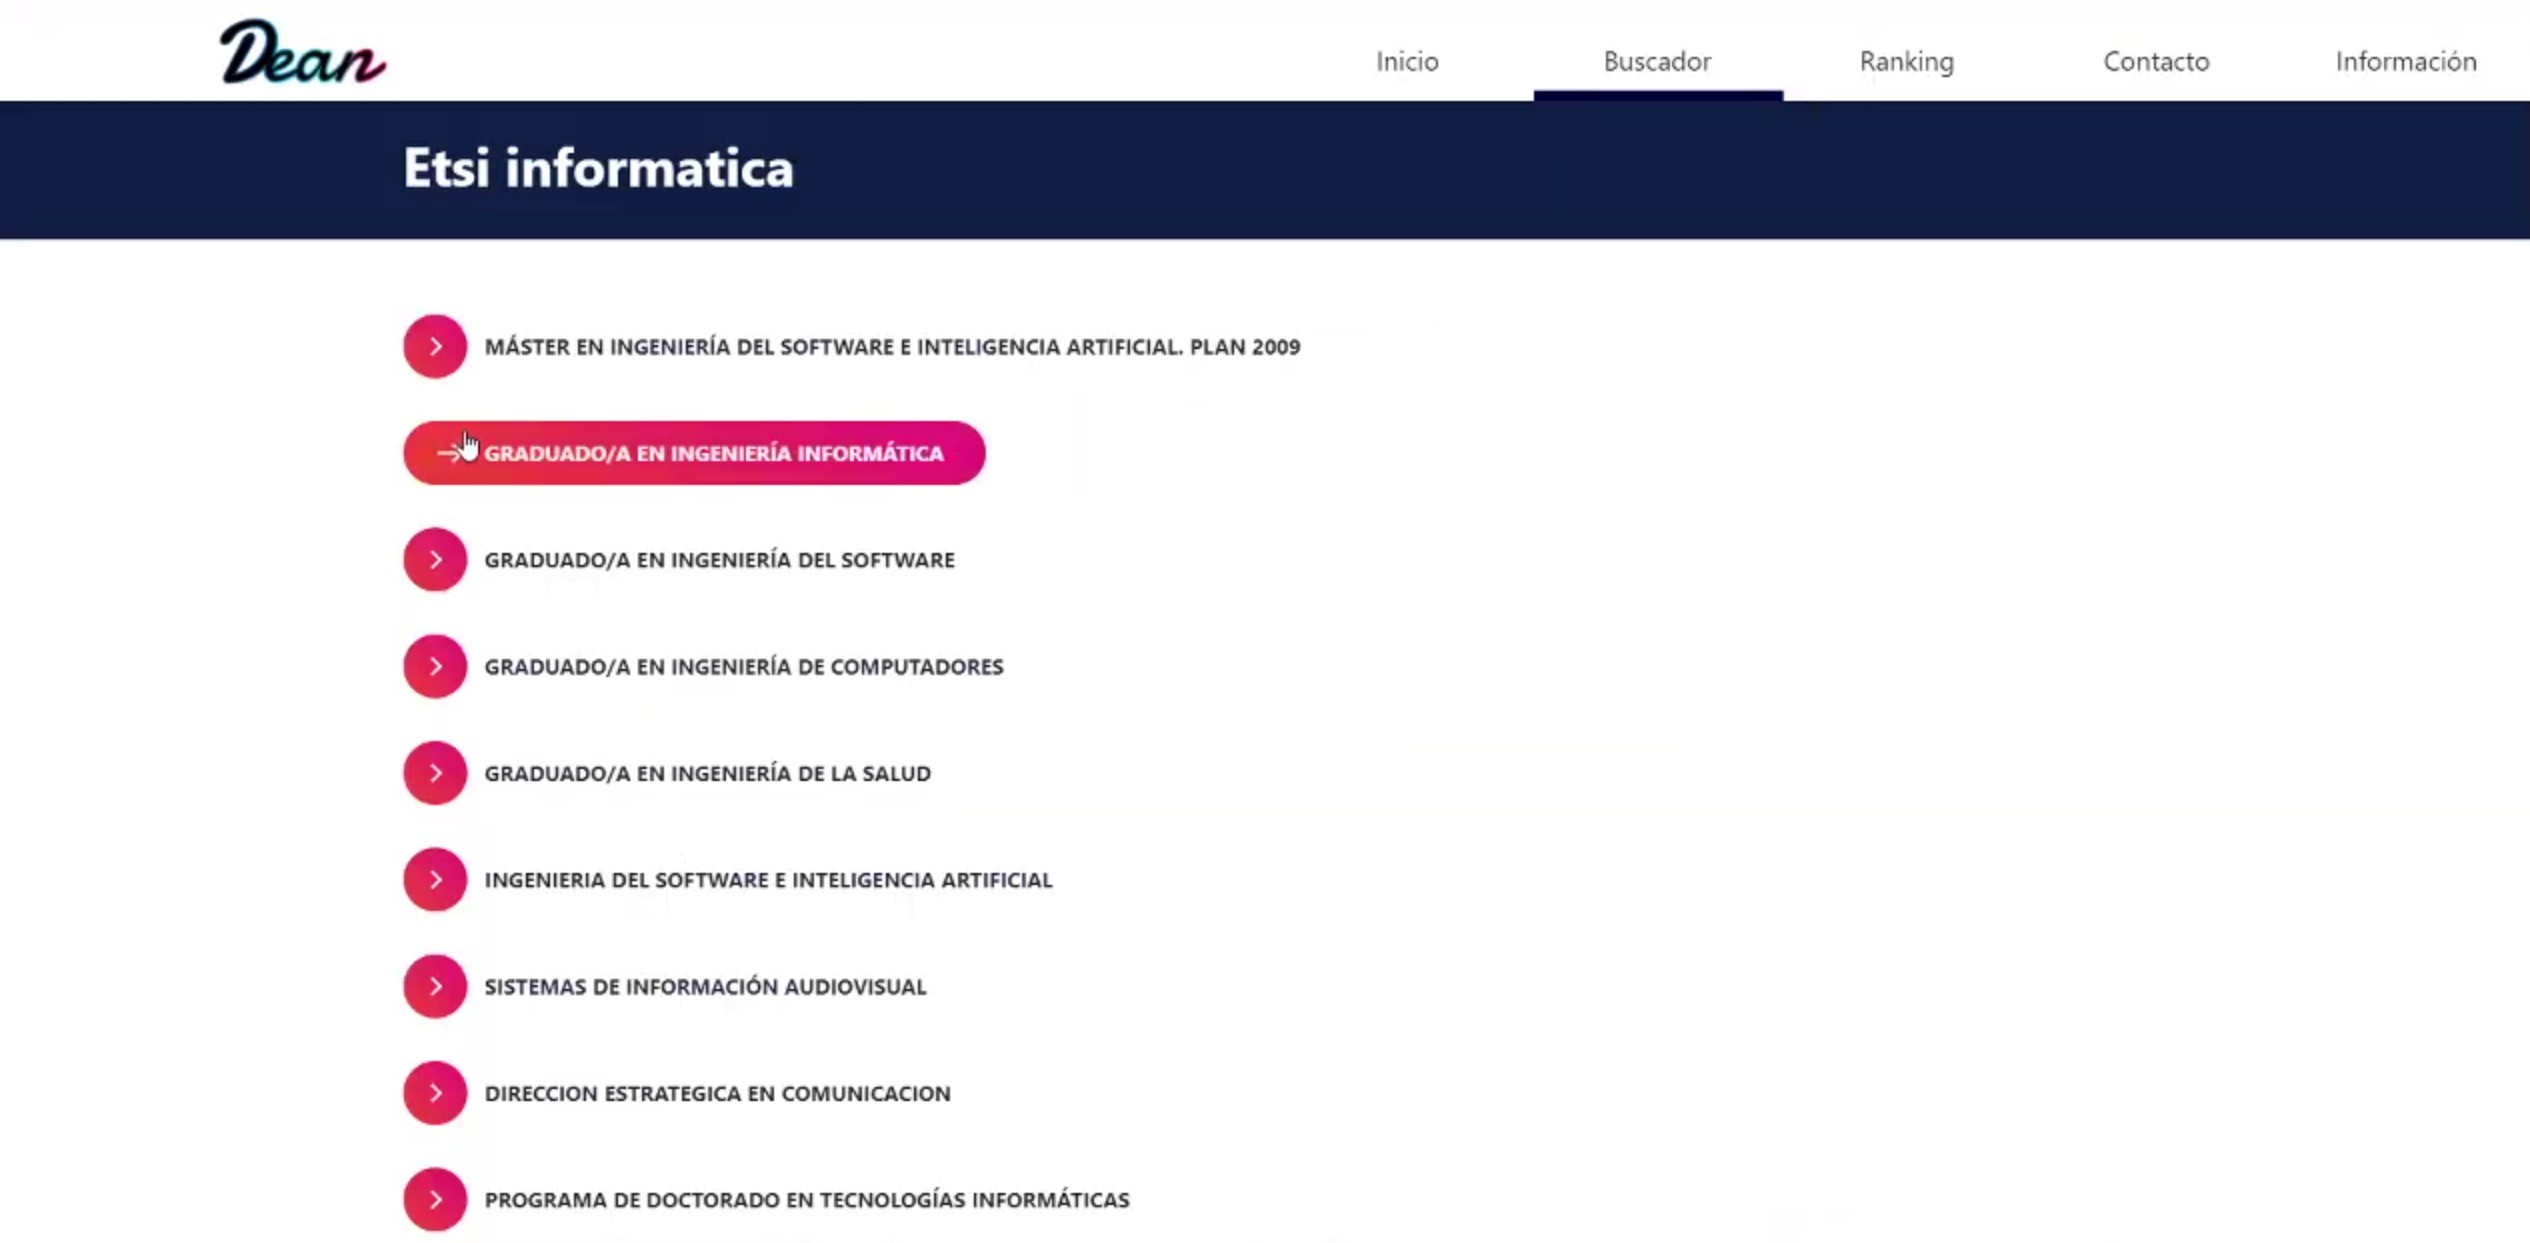 Dean
Inicio Buscador Ranking Contacto Información
Etsi informatica
MÁSTER EN INGENIERÍA DEL SOFTWARE E INTELIGENCIA ARTIFICIAL. PLAN 2009
GRADUADO/A EN INGENIERÍA INFORMÁTICA
GRADUADO/A EN INGENIERÍA DEL SOFTWARE
GRADUADO/A EN INGENIERÍA DE COMPUTADORES
GRADUADO/A EN INGENIERÍA DE LA SALUD
INGENIERIA DEL SOFTWARE E INTELIGENCIA ARTIFICIAL
SISTEMAS DE INFORMACIÓN AUDIOVISUAL
DIRECCION ESTRATEGICA EN COMUNICACION
PROGRAMA DE DOCTORADO EN TECNOLOGÍAS INFORMÁTICAS